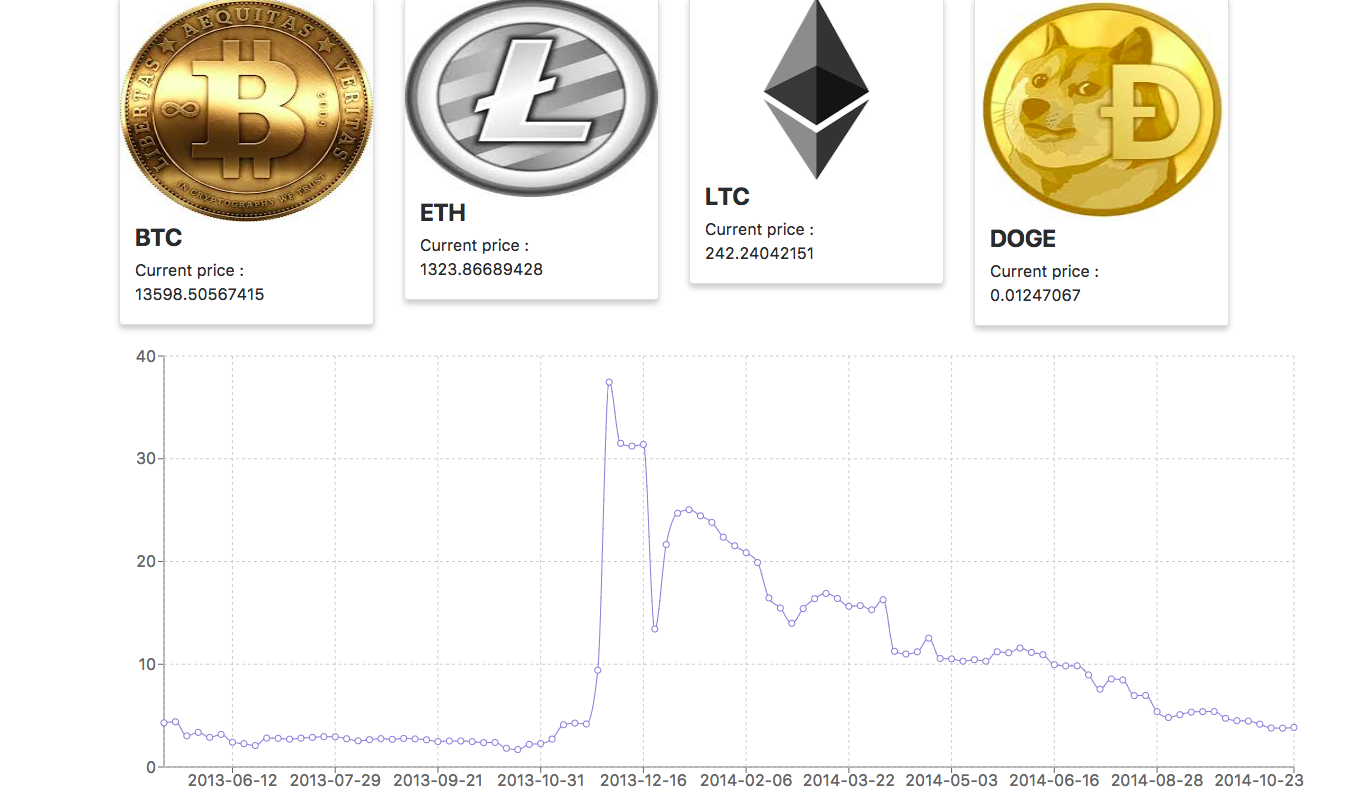 LIBERTAS ★ AEQUITAS ★ VERITAS
2009
IN CRYPTOGRAPHY WE TRUST
BTC
Current price :
13598.50567415
ETH
Current price :
1323.86689428
LTC
Current price :
242.24042151
DOGE
Current price :
0.01247067
40
30
20
10
0
2013-06-12 2013-07-29 2013-09-21 2013-10-31 2013-12-16 2014-02-06 2014-03-22 2014-05-03 2014-06-16 2014-08-28 2014-10-23